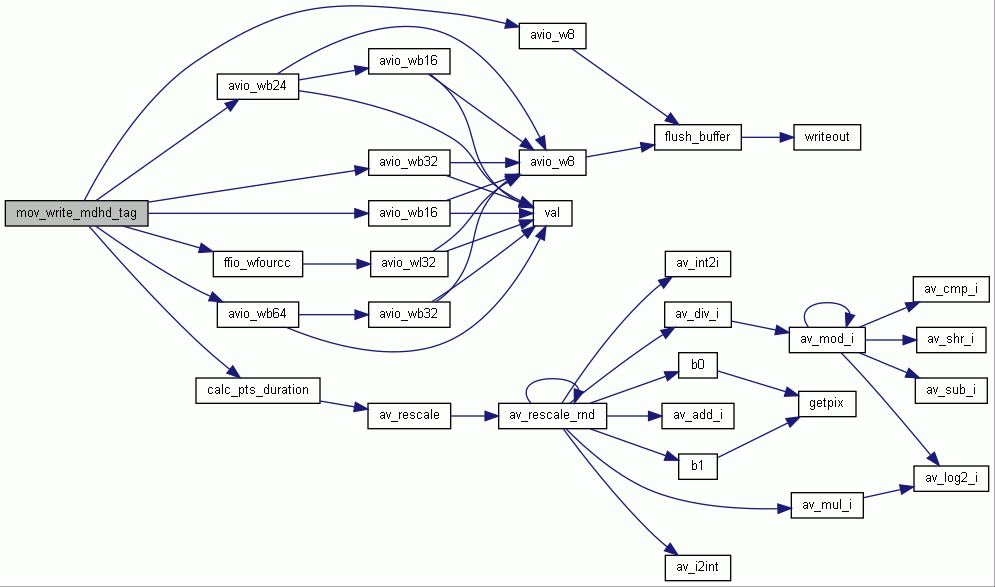 avio_w8
avio_wb16
avio_wb24
flush_buffer
writeout
avio_wb32
avio_w8
mov_write_mdhd_tag
avio_wb16
val
ffio_wfourcc
avio_wl32
av_int2i
av_cmp_i
avio_wb64
avio_wb32
av_div_i
av_mod_i
av_shr_i
b0
calc_pts_duration
av_sub_i
getpix
av_rescale
av_rescale_rnd
av_add_i
b1
av_log2_i
av_mul_i
av_i2int